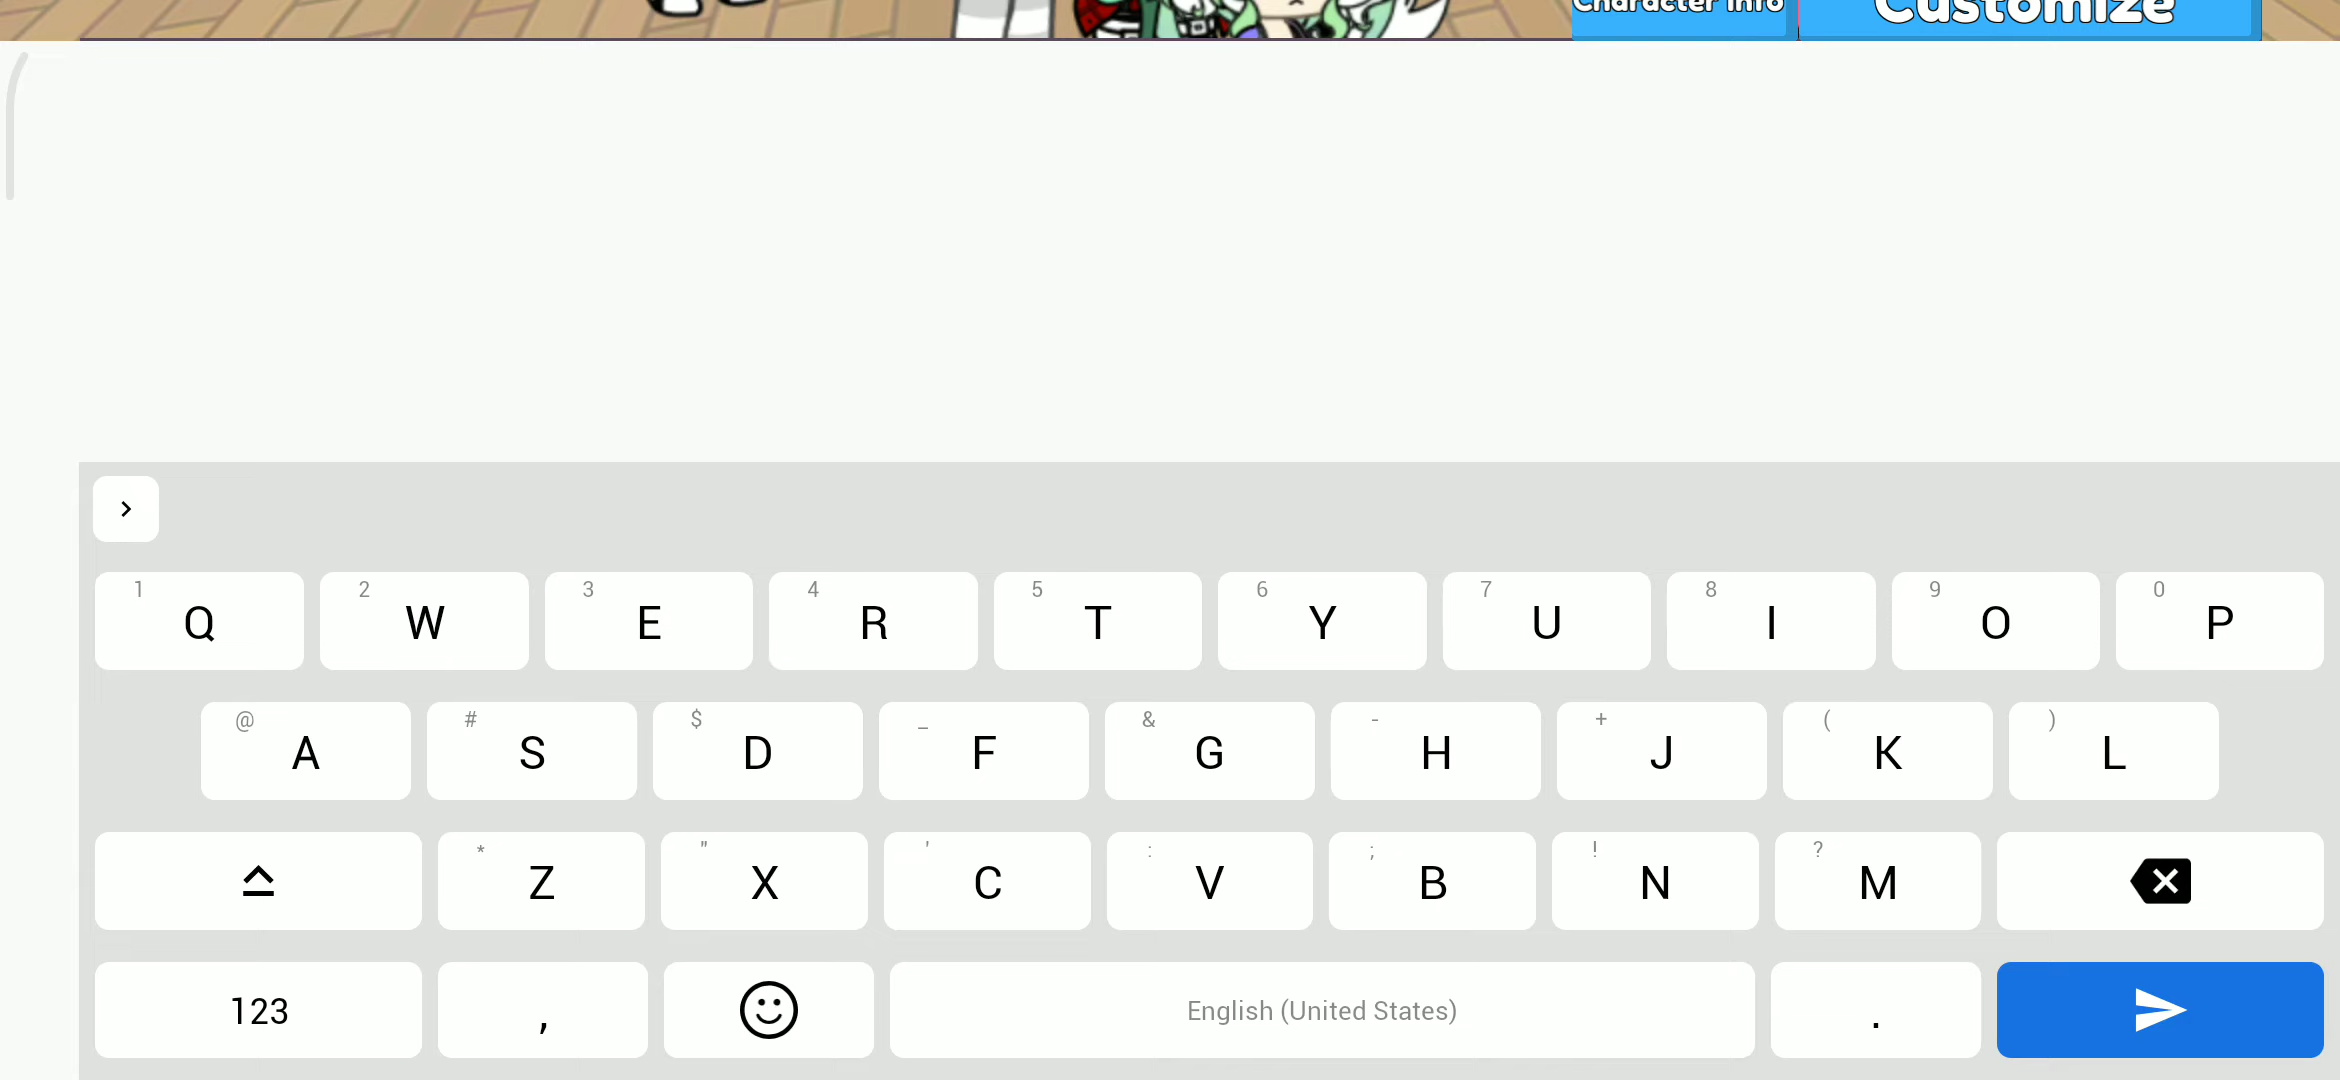 Character Info Customize
1 2 3 4 5 6 7 8 9 0
Q W E R T Y U I O P
@ # $ _ & - + ( )
A S D F G H J K L
* " ' : ; ! ?
Z X C V B N M
123 , English (United States) .